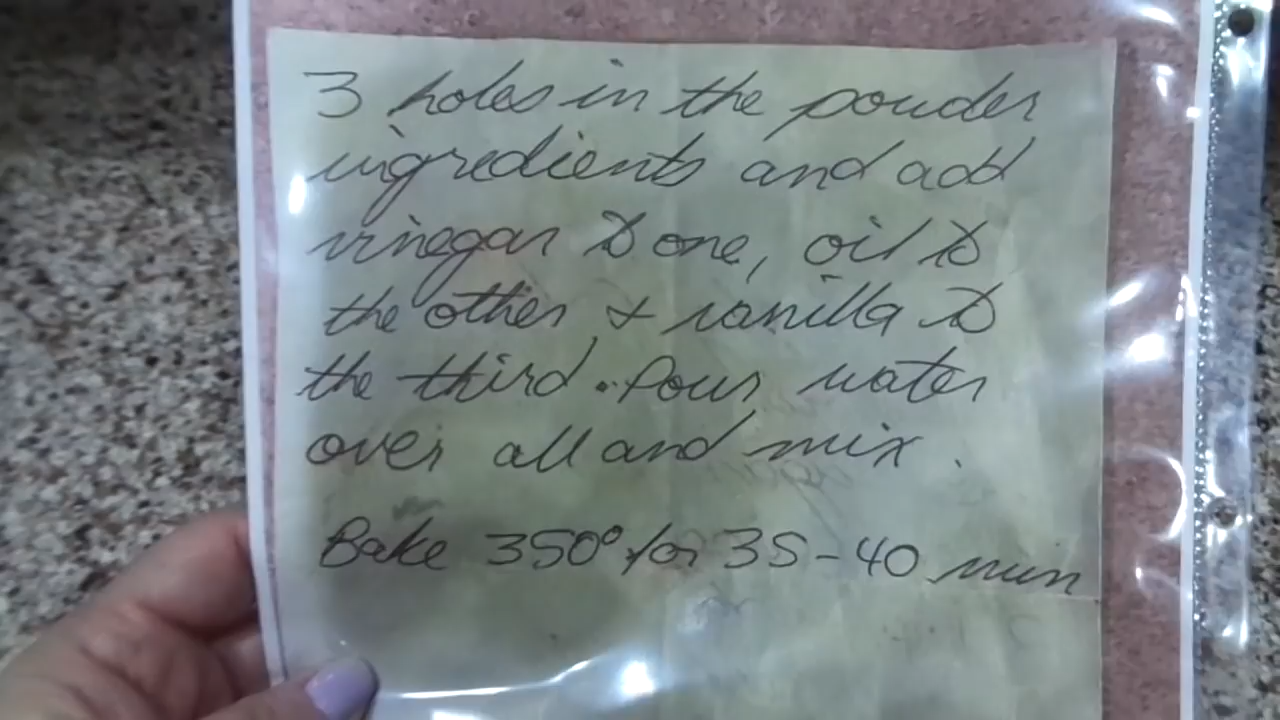 3 holes in the powder
ingredients and add
vinegar to one, oil to
the other & vanilla to
the third. Pour water
over all and mix.
Bake 350° for 35-40 min